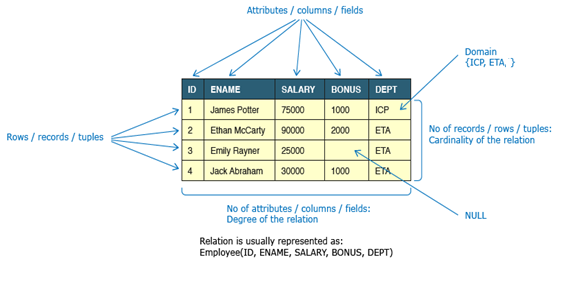 Attributes / columns / fields
Domain
{ICP, ETA, }
ID ENAME SALARY BONUS DEPT
1 James Potter 75000 1000 ICP
2 Ethan McCarty 90000 2000 ETA
3 Emily Rayner 25000 ETA
4 Jack Abraham 30000 1000 ETA
Rows / records / tuples
No of records / rows / tuples:
Cardinality of the relation
No of attributes / columns / fields:
Degree of the relation
NULL
Relation is usually represented as:
Employee(ID, ENAME, SALARY, BONUS, DEPT)